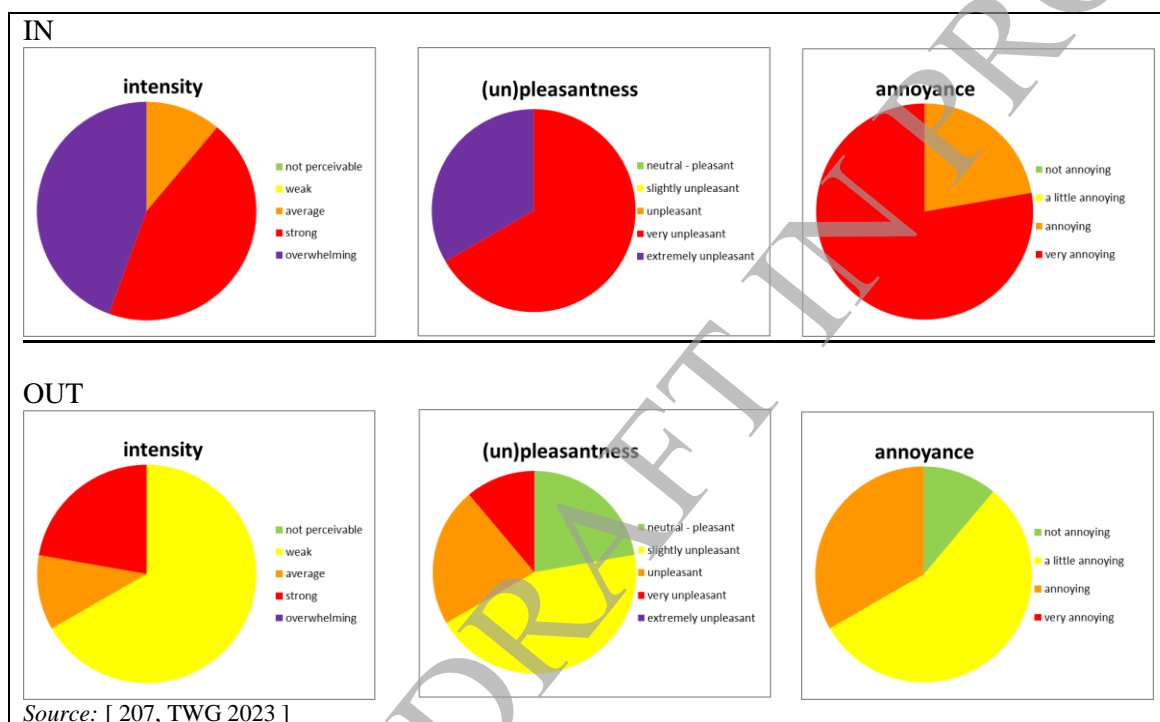 IN
intensity
not perceivable
weak
average
strong
overwhelming
(un)pleasantness
neutral - pleasant
slightly unpleasant
unpleasant
very unpleasant
extremely unpleasant
annoyance
not annoying
a little annoying
annoying
very annoying
OUT
intensity
not perceivable
weak
average
strong
overwhelming
(un)pleasantness
neutral - pleasant
slightly unpleasant
unpleasant
very unpleasant
extremely unpleasant
annoyance
not annoying
a little annoying
annoying
very annoying
Source: [ 207, TWG 2023 ]
DRAFT IN PRO